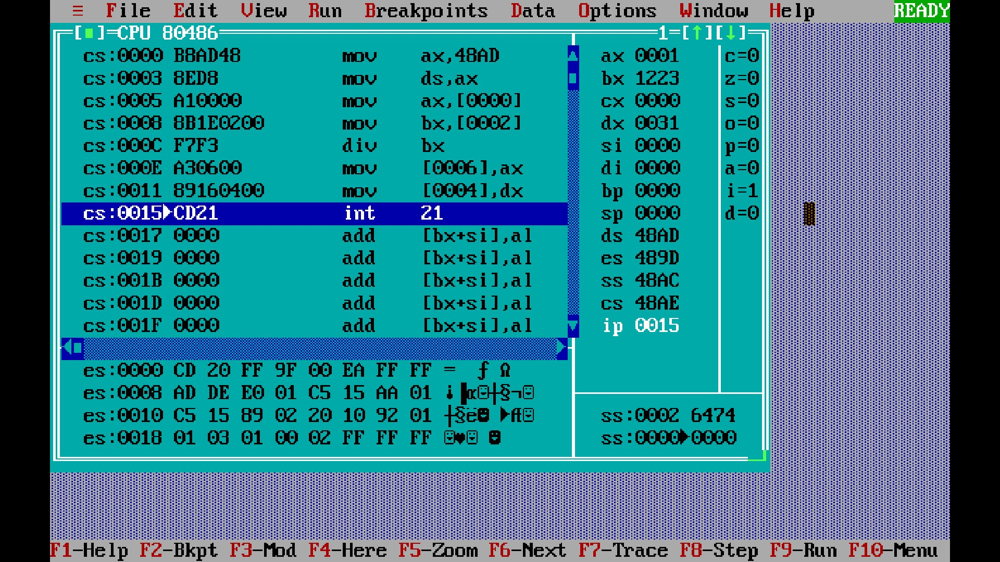 ≡ File Edit View Run Breakpoints Data Options Window Help READY
[■]=CPU 80486 1=[↑][↓]
cs:0000 B8AD48 mov ax,48AD
cs:0003 8ED8 mov ds,ax
cs:0005 A10000 mov ax,[0000]
cs:0008 8B1E0200 mov bx,[0002]
cs:000C F7F3 div bx
cs:000E A30600 mov [0006],ax
cs:0011 89160400 mov [0004],dx
cs:0015►CD21 int 21
cs:0017 0000 add [bx+si],al
cs:0019 0000 add [bx+si],al
cs:001B 0000 add [bx+si],al
cs:001D 0000 add [bx+si],al
cs:001F 0000 add [bx+si],al
ax 0001 c=0
bx 1223 z=0
cx 0000 s=0
dx 0031 o=0
si 0000 p=0
di 0000 a=0
bp 0000 i=1
sp 0000 d=0
ds 48AD
es 489D
ss 48AC
cs 48AE
ip 0015
es:0000 CD 20 FF 9F 00 EA FF FF = ƒ Ω
es:0008 AD DE E0 01 C5 15 AA 01 ¡▐α☺┼§¬☺
es:0010 C5 15 89 02 20 10 92 01 ┼§ë☻ ►Æ☺
es:0018 01 03 01 00 02 FF FF FF ☺♥☺ ☻
ss:0002 6474
ss:0000►0000
F1-Help F2-Bkpt F3-Mod F4-Here F5-Zoom F6-Next F7-Trace F8-Step F9-Run F10-Menu